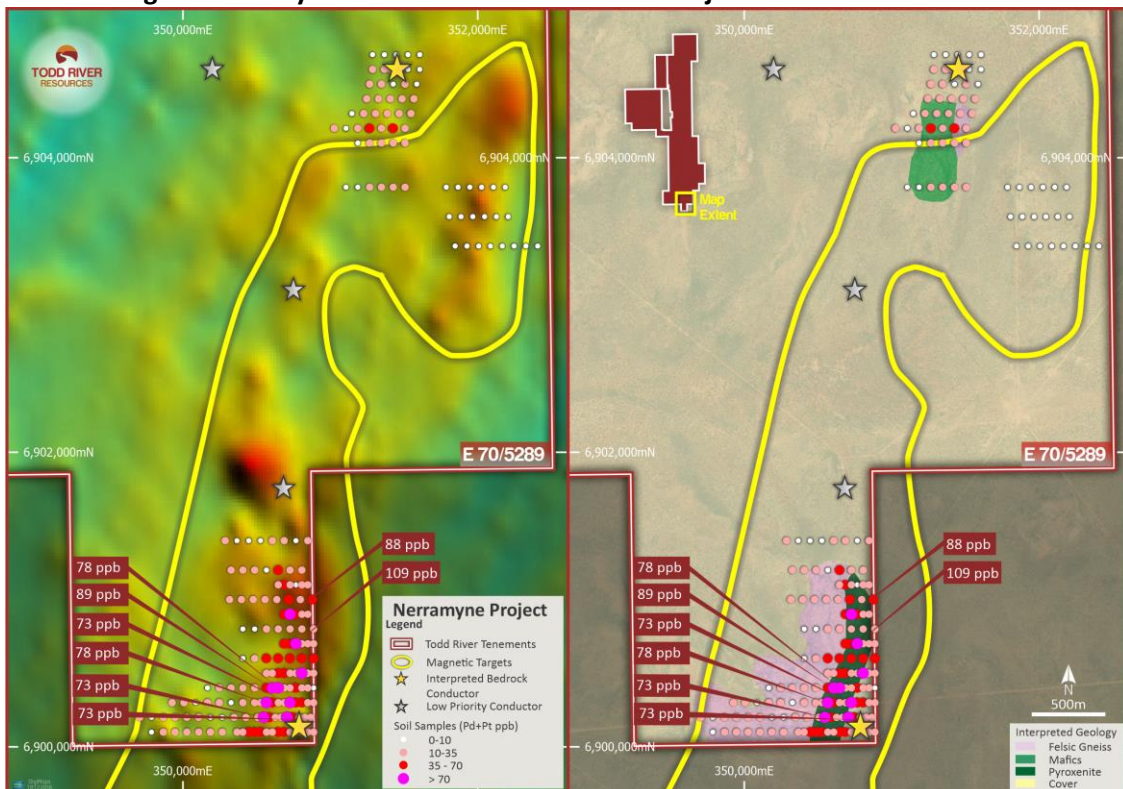 350,000mE
352,000mE
TODD RIVER
RESOURCES
6,904,000mN
6,904,000mN
6,902,000mN
E 70/5289
88 ppb
109 ppb
78 ppb
89 ppb
73 ppb
78 ppb
73 ppb
73 ppb
6,900,000mN
350,000mE
Nerramyne Project
Legend
Todd River Tenements
Magnetic Targets
Interpreted Bedrock
Conductor
Low Priority Conductor
Soil Samples (Pd+Pt ppb)
0-10
10-35
35 - 70
> 70
350,000mE
352,000mE
Map
Extent
6,904,000mN
6,904,000mN
6,902,000mN
E 70/5289
88 ppb
109 ppb
78 ppb
89 ppb
73 ppb
78 ppb
73 ppb
73 ppb
6,900,000mN
350,000mE
N
500m
Interpreted Geology
Felsic Gneiss
Mafics
Pyroxenite
Cover